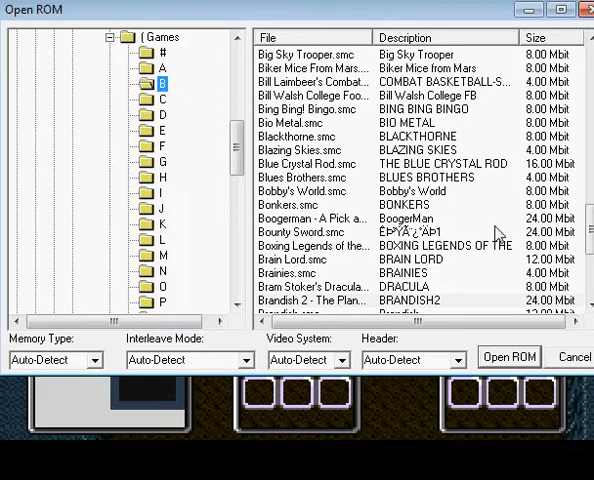 Open ROM
(Games
#
A
B
C
D
E
F
G
H
I
J
K
L
M
N
O
P
File Description Size
Big Sky Trooper.smc Big Sky Trooper 8.00 Mbit
Biker Mice From Mars.... Biker Mice from Mars 8.00 Mbit
Bill Laimbeer's Combat... COMBAT BASKETBALL-S... 4.00 Mbit
Bill Walsh College Foo... Bill Walsh College FB 8.00 Mbit
Bing Bing! Bingo.smc BING BING BINGO 8.00 Mbit
Bio Metal.smc BIO METAL 8.00 Mbit
Blackthorne.smc BLACKTHORNE 8.00 Mbit
Blazing Skies.smc BLAZING SKIES 4.00 Mbit
Blue Crystal Rod.smc THE BLUE CRYSTAL ROD 16.00 Mbit
Blues Brothers.smc BLUES BROTHERS 4.00 Mbit
Bobby's World.smc Bobby's World 8.00 Mbit
Bonkers.smc BONKERS 8.00 Mbit
Boogerman - A Pick a... BoogerMan 24.00 Mbit
Bounty Sword.smc 24.00 Mbit
Boxing Legends of the... BOXING LEGENDS OF THE 8.00 Mbit
Brain Lord.smc BRAIN LORD 12.00 Mbit
Brainies.smc BRAINIES 4.00 Mbit
Bram Stoker's Dracula... DRACULA 8.00 Mbit
Brandish 2 - The Plan... BRANDISH2 24.00 Mbit
Brandish.smc Brandish 12.00 Mbit
Memory Type: Interleave Mode: Video System: Header:
Auto-Detect Auto-Detect Auto-Detect Auto-Detect Open ROM Cancel